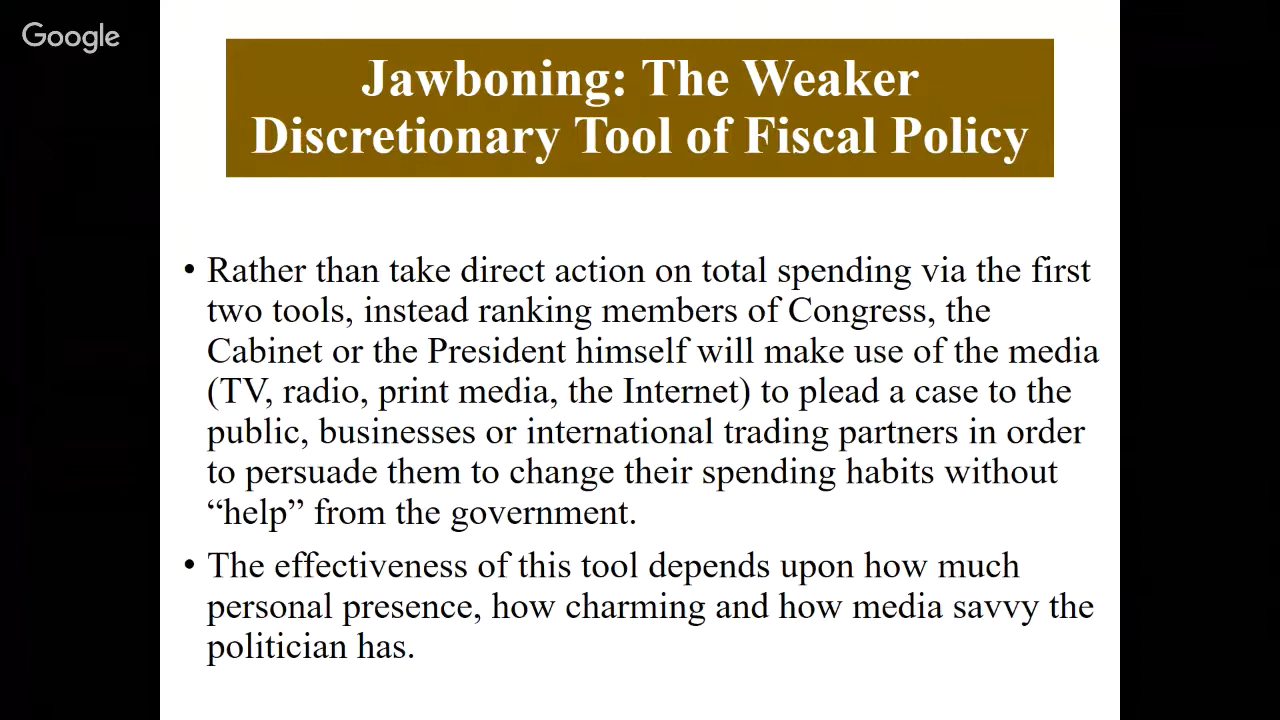 Google
Jawboning: The Weaker
Discretionary Tool of Fiscal Policy
• Rather than take direct action on total spending via the first
two tools, instead ranking members of Congress, the
Cabinet or the President himself will make use of the media
(TV, radio, print media, the Internet) to plead a case to the
public, businesses or international trading partners in order
to persuade them to change their spending habits without
“help” from the government.
• The effectiveness of this tool depends upon how much
personal presence, how charming and how media savvy the
politician has.